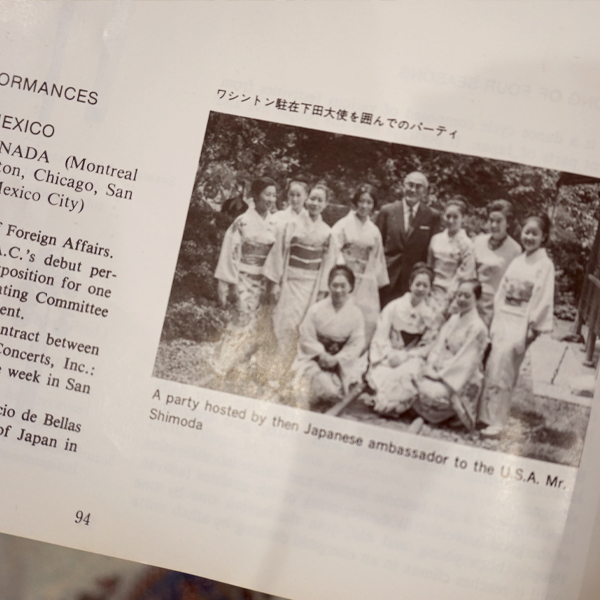 ORMANCES
EXICO
NADA (Montreal
ton, Chicago, San
Mexico City)
f Foreign Affairs.
A.C.'s debut per-
position for one
ating Committee
ent.
ntract between
Concerts, Inc.:
week in San
cio de Bellas
of Japan in
94
ワシントン駐在下田大使を囲んでのパーティ
A party hosted by then Japanese ambassador to the U.S.A. Mr.
Shimoda